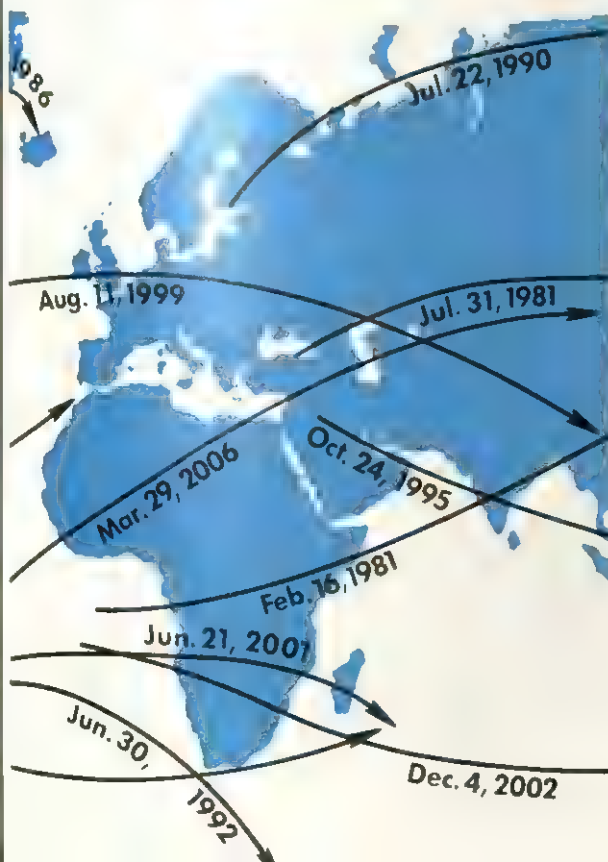 1986
Jul. 22, 1990
Aug. 11, 1999
Jul. 31, 1981
Mar. 29, 2006
Oct. 24, 1995
Feb. 16, 1981
Jun. 21, 2001
Jun. 30,
1992
Dec. 4, 2002